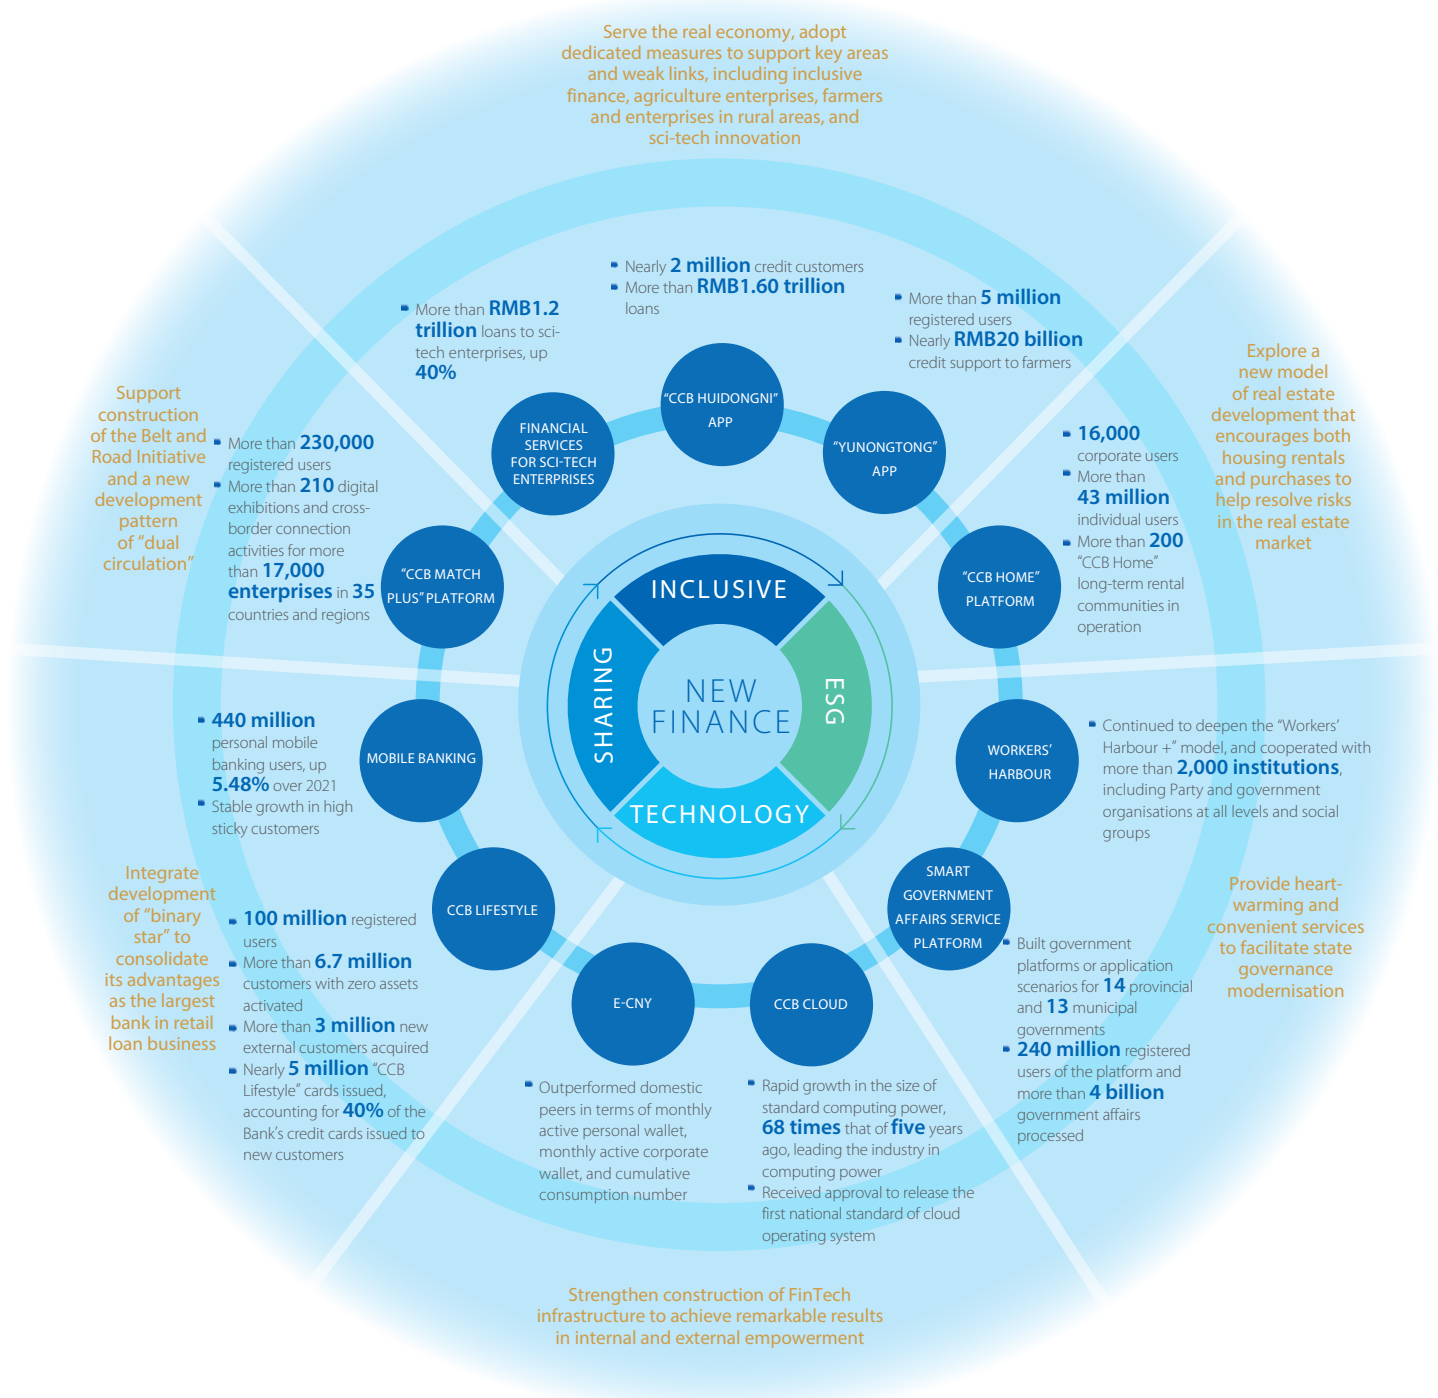 Serve the real economy, adopt
dedicated measures to support key areas
and weak links, including inclusive
finance, agriculture enterprises, farmers
and enterprises in rural areas, and
sci-tech innovation
Nearly 2 million credit customers
More than RMB1.60 trillion
loans
More than RMB1.2
trillion loans to sci-
tech enterprises, up
40%
More than 5 million
registered users
Nearly RMB20 billion
credit support to farmers
"CCB HUIDONGNI"
APP
FINANCIAL
SERVICES
FOR SCI-TECH
ENTERPRISES
"YUNONGTONG"
APP
Explore a
new model
of real estate
development that
encourages both
housing rentals
and purchases to
help resolve risks
in the real estate
market
16,000
corporate users
More than
43 million
individual users
More than 200
"CCB Home"
long-term rental
communities in
operation
"CCB HOME"
PLATFORM
Support
construction
of the Belt and
Road Initiative
and a new
development
pattern
of "dual
circulation"
More than 230,000
registered users
More than 210 digital
exhibitions and cross-
border connection
activities for more
than 17,000
enterprises in 35
countries and regions
"CCB MATCH
PLUS" PLATFORM
INCLUSIVE
SHARING
NEW
FINANCE
ESG
TECHNOLOGY
440 million
personal mobile
banking users, up
5.48% over 2021
Stable growth in high
sticky customers
MOBILE BANKING
WORKERS'
HARBOUR
Continued to deepen the "Workers'
Harbour +" model, and cooperated with
more than 2,000 institutions,
including Party and government
organisations at all levels and social
groups
Integrate
development
of "binary
star" to
consolidate
its advantages
as the largest
bank in retail
loan business
100 million registered
users
More than 6.7 million
customers with zero assets
activated
More than 3 million new
external customers acquired
Nearly 5 million "CCB
Lifestyle" cards issued,
accounting for 40% of the
Bank's credit cards issued to
new customers
CCB LIFESTYLE
SMART
GOVERNMENT
AFFAIRS SERVICE
PLATFORM
Built government
platforms or application
scenarios for 14 provincial
and 13 municipal
governments
240 million registered
users of the platform and
more than 4 billion
government affairs
processed
Provide heart-
warming and
convenient services
to facilitate state
governance
modernisation
E-CNY
CCB CLOUD
Outperformed domestic
peers in terms of monthly
active personal wallet,
monthly active corporate
wallet, and cumulative
consumption number
Rapid growth in the size of
standard computing power,
68 times that of five years
ago, leading the industry in
computing power
Received approval to release the
first national standard of cloud
operating system
Strengthen construction of FinTech
infrastructure to achieve remarkable results
in internal and external empowerment